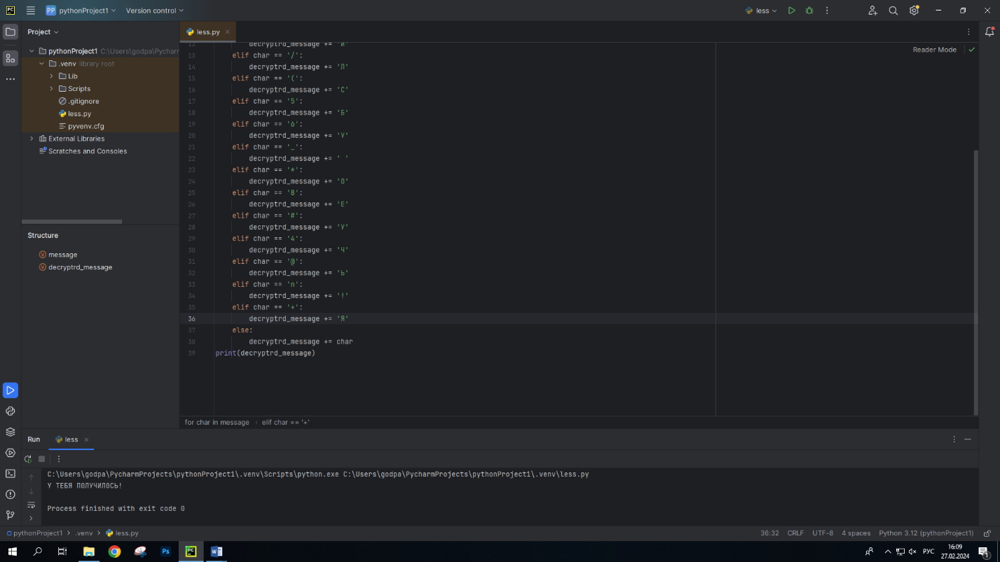 PC PP pythonProject1 Version control less
Project less.py
pythonProject1 C:\Users\godpa\Pycharm
.venv library root
Lib
Scripts
.gitignore
less.py
pyvenv.cfg
External Libraries
Scratches and Consoles
Structure
message
decryptrd_message
Reader Mode
12 decryptrd_message += 'И'
13 elif char == '/':
14 decryptrd_message += 'Л'
15 elif char == '(':
16 decryptrd_message += 'С'
17 elif char == '5':
18 decryptrd_message += 'Б'
19 elif char == '6':
20 decryptrd_message += 'У'
21 elif char == '_':
22 decryptrd_message += ' '
23 elif char == '*':
24 decryptrd_message += 'О'
25 elif char == '8':
26 decryptrd_message += 'Е'
27 elif char == '#':
28 decryptrd_message += 'У'
29 elif char == '4':
30 decryptrd_message += 'Ч'
31 elif char == '@':
32 decryptrd_message += 'Ь'
33 elif char == 'n':
34 decryptrd_message += '!'
35 elif char == '+':
36 decryptrd_message += 'Я'
37 else:
38 decryptrd_message += char
39 print(decryptrd_message)
for char in message › elif char == '+'
Run less
C:\Users\godpa\PycharmProjects\pythonProject1\.venv\Scripts\python.exe C:\Users\godpa\PycharmProjects\pythonProject1\.venv\less.py
У ТЕБЯ ПОЛУЧИЛОСЬ!
Process finished with exit code 0
pythonProject1 › .venv › less.py 36:32 CRLF UTF-8 4 spaces Python 3.12 (pythonProject1)
Ps PC W РУС 16:09
27.02.2024 1